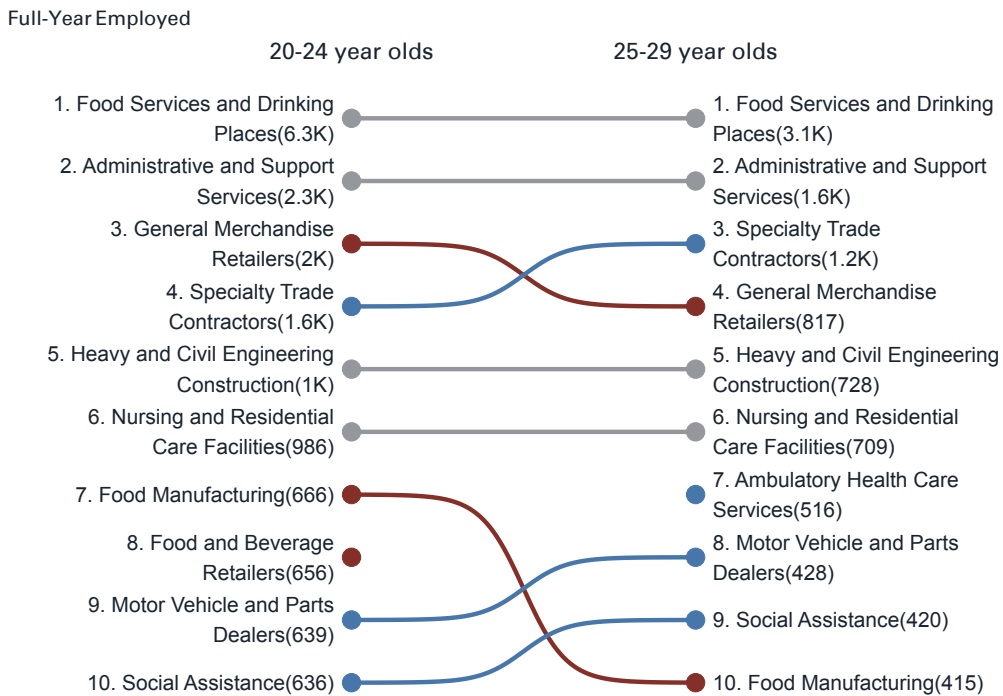 Full-Year Employed
20-24 year olds
25-29 year olds
1. Food Services and Drinking
Places(6.3K)
2. Administrative and Support
Services(2.3K)
3. General Merchandise
Retailers(2K)
4. Specialty Trade
Contractors(1.6K)
5. Heavy and Civil Engineering
Construction(1K)
6. Nursing and Residential
Care Facilities(986)
7. Food Manufacturing(666)
8. Food and Beverage
Retailers(656)
9. Motor Vehicle and Parts
Dealers(639)
10. Social Assistance(636)
1. Food Services and Drinking
Places(3.1K)
2. Administrative and Support
Services(1.6K)
3. Specialty Trade
Contractors(1.2K)
4. General Merchandise
Retailers(817)
5. Heavy and Civil Engineering
Construction(728)
6. Nursing and Residential
Care Facilities(709)
7. Ambulatory Health Care
Services(516)
8. Motor Vehicle and Parts
Dealers(428)
9. Social Assistance(420)
10. Food Manufacturing(415)